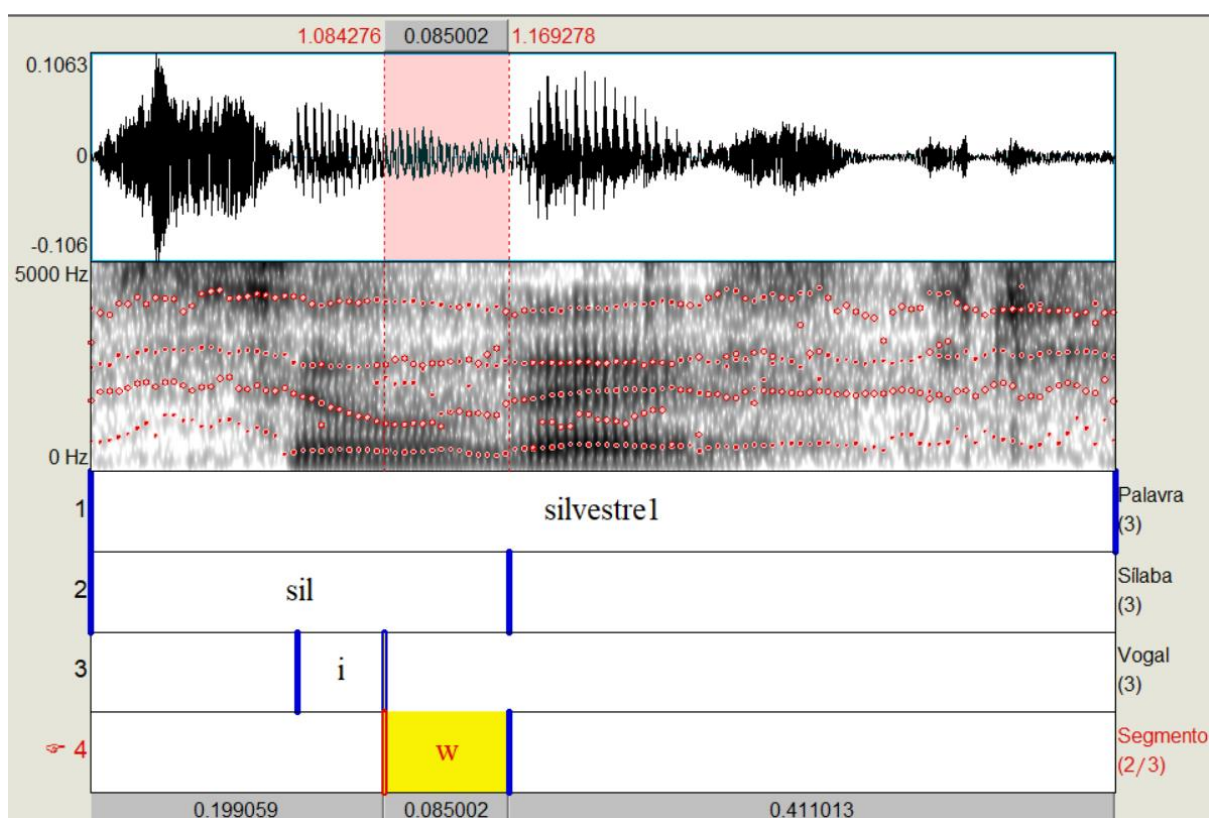 1.084276 0.085002 1.169278
0.1063
0
-0.106
5000 Hz
0 Hz
1 silvestre1 Palavra
(3)
2 sil Sílaba
(3)
3 i Vogal
(3)
☞ 4 w Segmento
(2/3)
0.199059 0.085002 0.411013